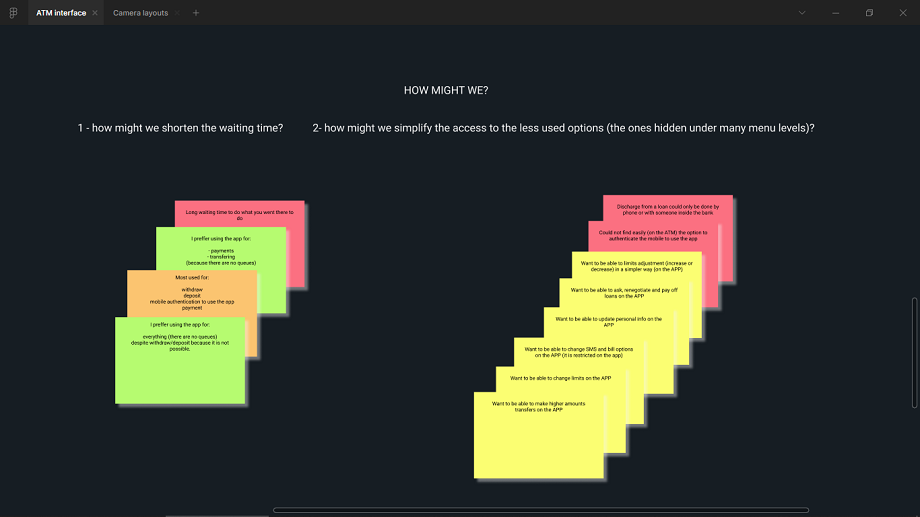 ATM interface
Camera layouts
HOW MIGHT WE?
1 - how might we shorten the waiting time?
2- how might we simplify the access to the less used options (the ones hidden under many menu levels)?
Long waiting time to do what you went there to
do
I preffer using the app for:
- payments
- transfering
(because there are no queues)
Most used for:
withdraw
deposit
mobile authentication to use the app
payment
I preffer using the app for:
everything (there are no queues)
despite withdraw/deposit because it is not
possible.
Discharge from a loan could only be done by
phone or with someone inside the bank
Could not find easily (on the ATM) the option to
authenticate the mobile to use the app
Want to be able to limits adjustment (increase or
decrease) in a simpler way (on the APP)
Want to be able to ask, renegotiate and pay off
loans on the APP
Want to be able to update personal info on the
APP
Want to be able to change SMS and bill options
on the APP (it is restricted on the app)
Want to be able to change limits on the APP
Want to be able to make higher amounts
transfers on the APP